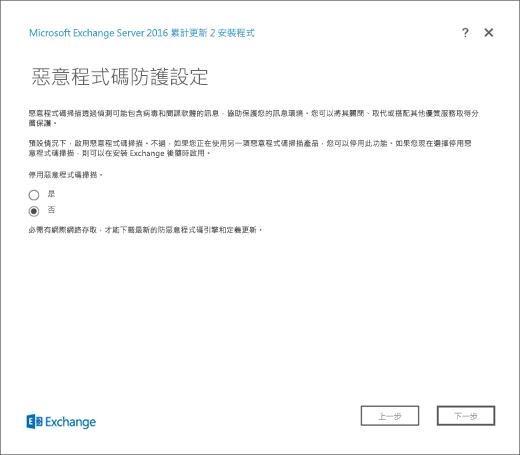 Microsoft Exchange Server 2016 累計更新 2 安裝程式
? ✕
惡意程式碼防護設定
惡意程式碼掃描透過偵測可能包含病毒和間諜軟體的訊息，協助保護您的訊息環境。您可以將其關閉、取代或搭配其他優質服務取得分
層保護。
預設情況下，啟用惡意程式碼掃描。不過，如果您正在使用另一項惡意程式碼掃描產品，您可以停用此功能。如果您現在選擇停用惡
意程式碼掃描，則可以在安裝 Exchange 後隨時啟用。
停用惡意程式碼掃描。
是
否
必需有網際網路存取，才能下載最新的防惡意程式碼引擎和定義更新。
Exchange
上一步
下一步